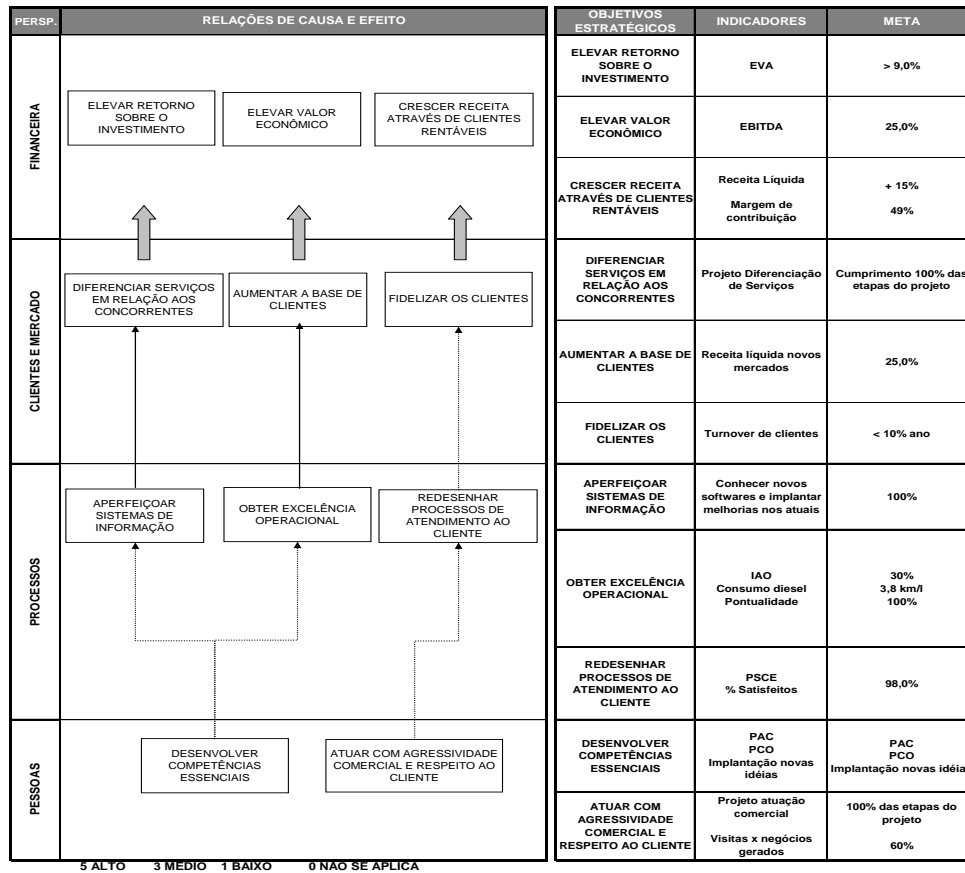 PERSP.
RELAÇÕES DE CAUSA E EFEITO
FINANCEIRA
ELEVAR RETORNO
SOBRE O
INVESTIMENTO
ELEVAR VALOR
ECONÔMICO
CRESCER RECEITA
ATRAVÉS DE CLIENTES
RENTÁVEIS
CLIENTES E MERCADO
DIFERENCIAR SERVIÇOS
EM RELAÇÃO AOS
CONCORRENTES
AUMENTAR A BASE DE
CLIENTES
FIDELIZAR OS CLIENTES
PROCESSOS
APERFEIÇOAR
SISTEMAS DE
INFORMAÇÃO
OBTER EXCELÊNCIA
OPERACIONAL
REDESENHAR
PROCESSOS DE
ATENDIMENTO AO
CLIENTE
PESSOAS
DESENVOLVER
COMPETÊNCIAS
ESSENCIAIS
ATUAR COM AGRESSIVIDADE
COMERCIAL E RESPEITO AO
CLIENTE
5 ALTO 3 MEDIO 1 BAIXO 0 NÃO SE APLICA
OBJETIVOS
ESTRATÉGICOS
INDICADORES
META
ELEVAR RETORNO
SOBRE O
INVESTIMENTO
EVA
> 9,0%
ELEVAR VALOR
ECONÔMICO
EBITDA
25,0%
CRESCER RECEITA
ATRAVÉS DE CLIENTES
RENTÁVEIS
Receita Líquida
Margem de
contribuição
+ 15%
49%
DIFERENCIAR
SERVIÇOS EM
RELAÇÃO AOS
CONCORRENTES
Projeto Diferenciação
de Serviços
Cumprimento 100% das
etapas do projeto
AUMENTAR A BASE DE
CLIENTES
Receita líquida novos
mercados
25,0%
FIDELIZAR OS
CLIENTES
Turnover de clientes
< 10% ano
APERFEIÇOAR
SISTEMAS DE
INFORMAÇÃO
Conhecer novos
softwares e implantar
melhorias nos atuais
100%
OBTER EXCELÊNCIA
OPERACIONAL
IAO
Consumo diesel
Pontualidade
30%
3,8 km/l
100%
REDESENHAR
PROCESSOS DE
ATENDIMENTO AO
CLIENTE
PSCE
% Satisfeitos
98,0%
DESENVOLVER
COMPETÊNCIAS
ESSENCIAIS
PAC
PCO
Implantação novas
idéias
PAC
PCO
Implantação novas idéia
ATUAR COM
AGRESSIVIDADE
COMERCIAL E
RESPEITO AO CLIENTE
Projeto atuação
comercial
Visitas x negócios
gerados
100% das etapas do
projeto
60%